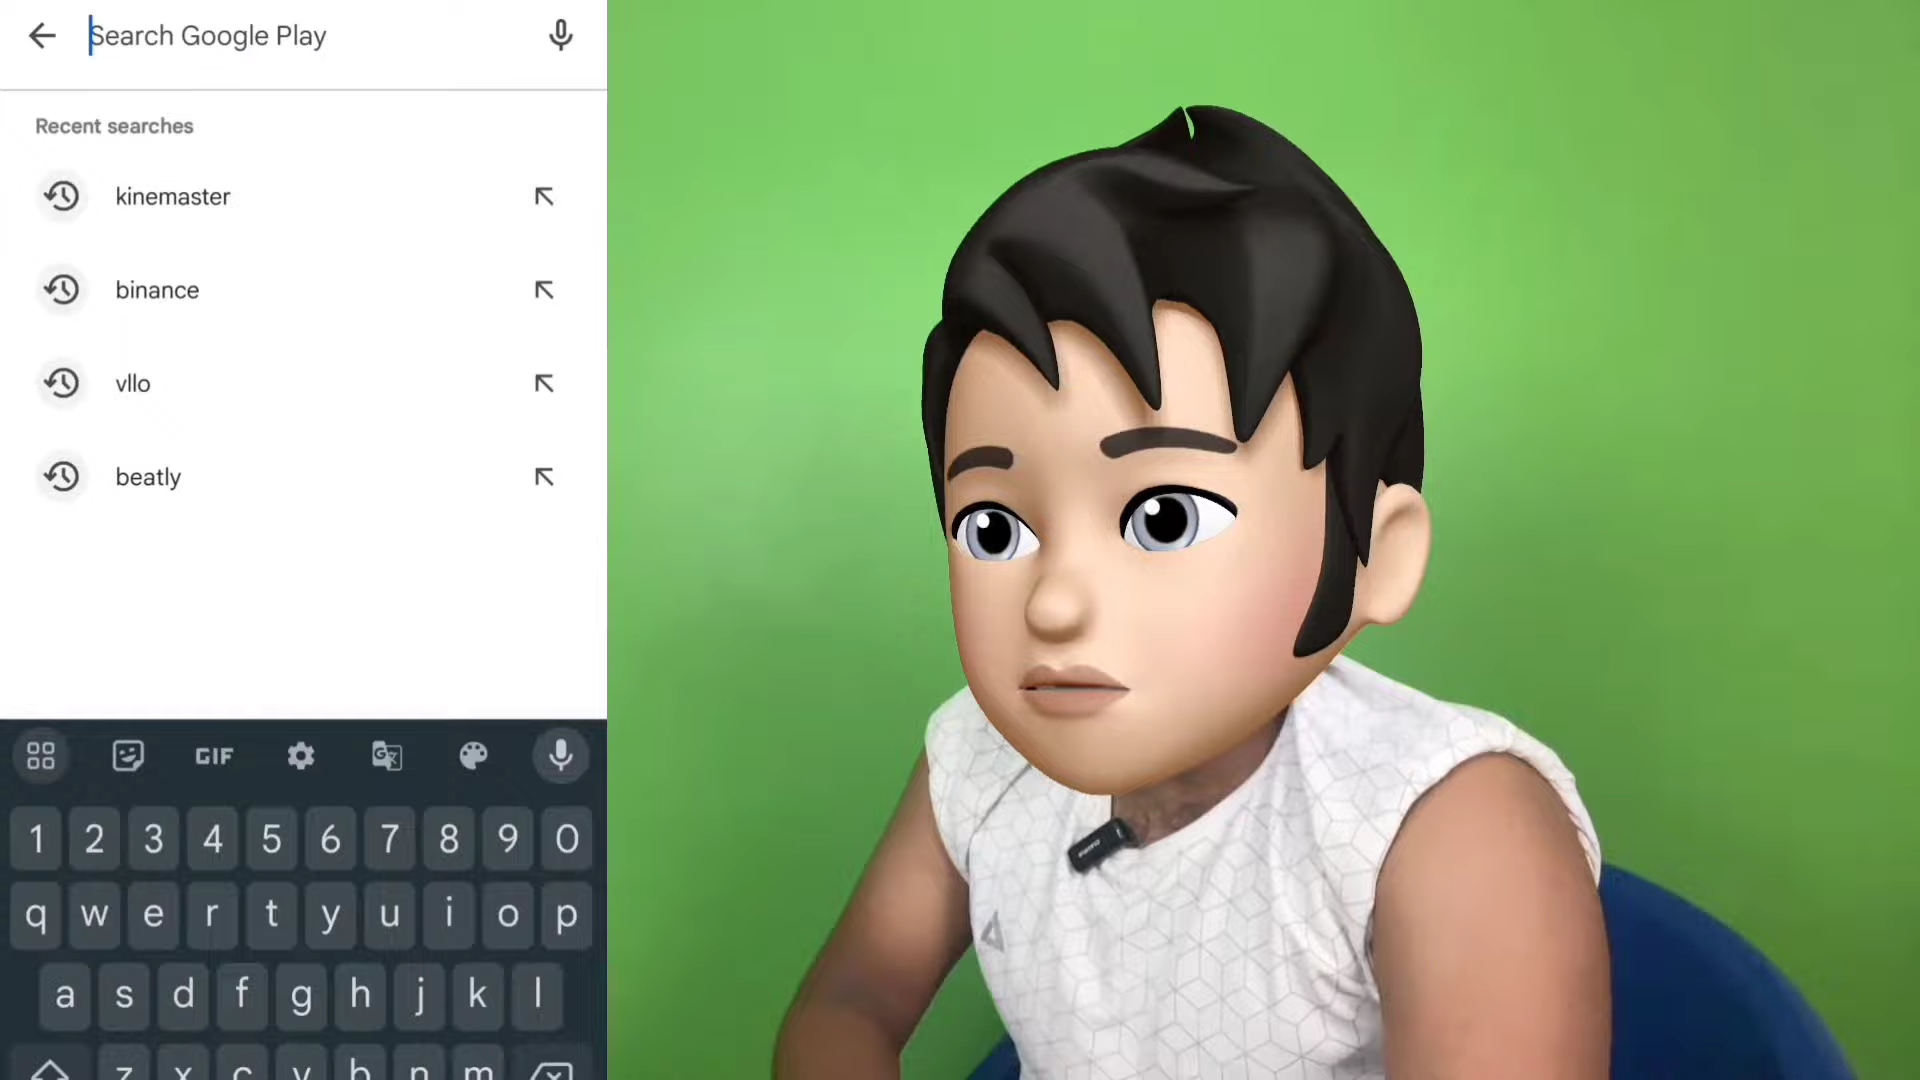 Search Google Play
Recent searches
kinemaster
binance
vllo
beatly
GIF
1 2 3 4 5 6 7 8 9 0
q w e r t y u i o p
a s d f g h j k l
z x c v b n m